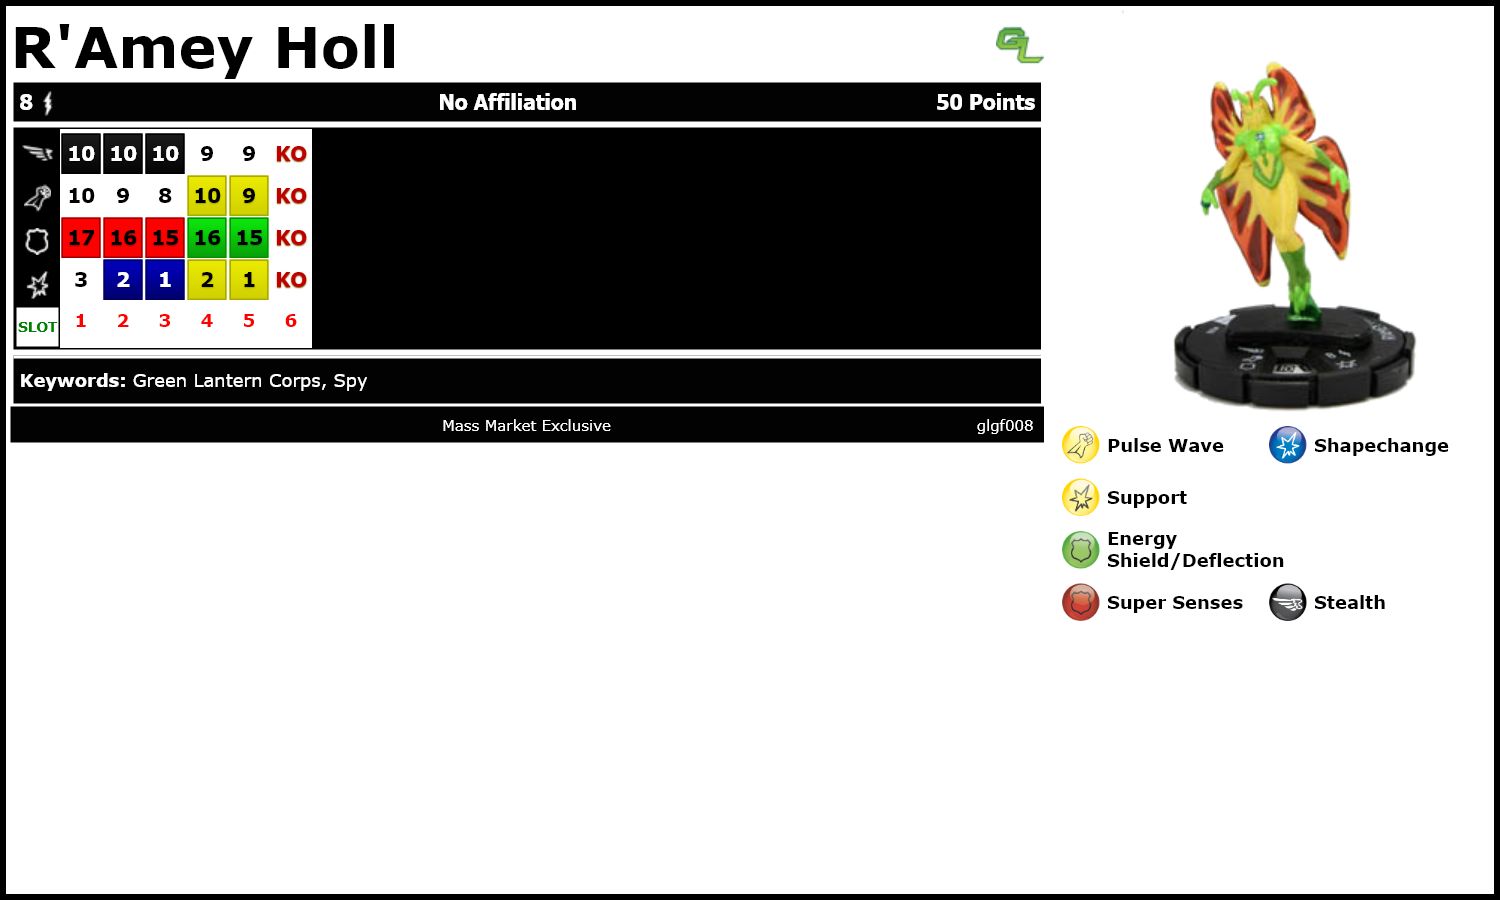 R'Amey Holl
GL
8 No Affiliation 50 Points
10 10 10 9 9 KO
10 9 8 10 9 KO
17 16 15 16 15 KO
3 2 1 2 1 KO
SLOT 1 2 3 4 5 6
Keywords: Green Lantern Corps, Spy
Mass Market Exclusive glgf008
Pulse Wave Shapechange
Support
Energy
Shield/Deflection
Super Senses Stealth